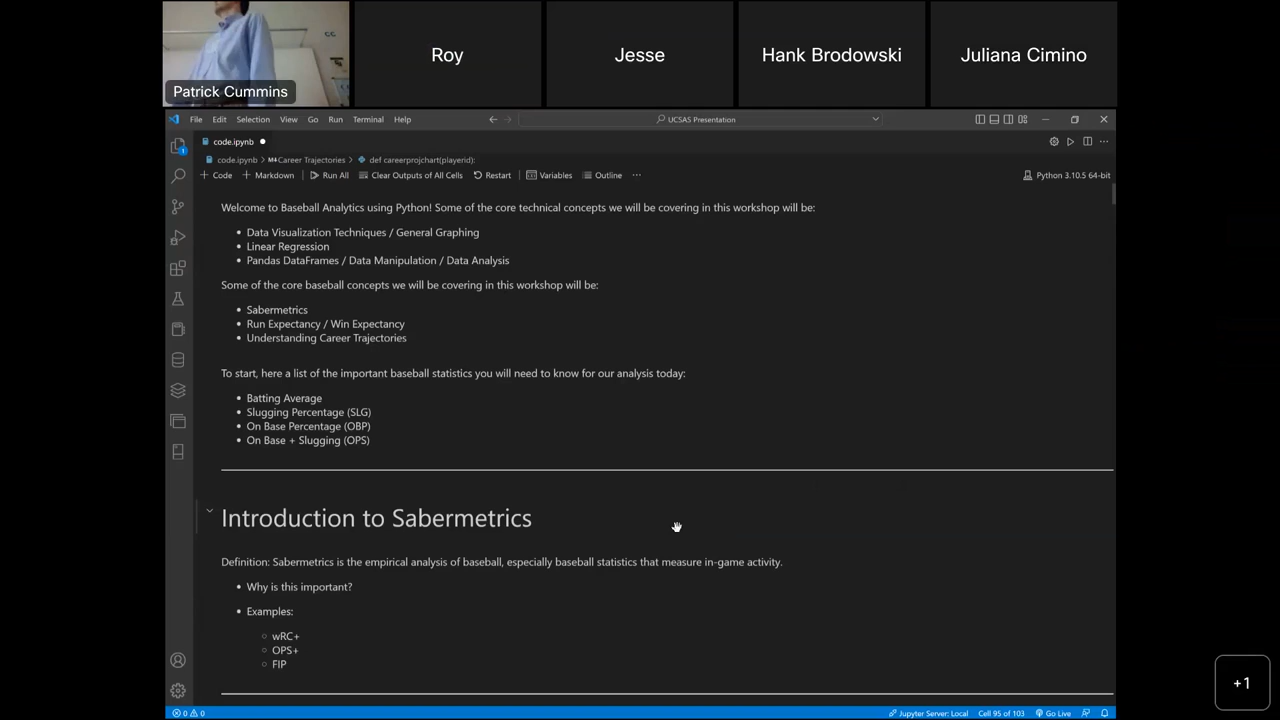 Patrick Cummins
Roy
Jesse
Hank Brodowski
Juliana Cimino
File Edit Selection View Go Run Terminal Help
UCSAS Presentation
code.ipynb
code.ipynb > M Career Trajectories > def careerprojchart(playerid):
+ Code + Markdown Run All Clear Outputs of All Cells Restart Variables Outline ...
Python 3.10.5 64-bit
Welcome to Baseball Analytics using Python! Some of the core technical concepts we will be covering in this workshop will be:
• Data Visualization Techniques / General Graphing
• Linear Regression
• Pandas DataFrames / Data Manipulation / Data Analysis
Some of the core baseball concepts we will be covering in this workshop will be:
• Sabermetrics
• Run Expectancy / Win Expectancy
• Understanding Career Trajectories
To start, here a list of the important baseball statistics you will need to know for our analysis today:
• Batting Average
• Slugging Percentage (SLG)
• On Base Percentage (OBP)
• On Base + Slugging (OPS)
Introduction to Sabermetrics
Definition: Sabermetrics is the empirical analysis of baseball, especially baseball statistics that measure in-game activity.
• Why is this important?
• Examples:
○ wRC+
○ OPS+
○ FIP
+1
0 0
Jupyter Server: Local Cell 95 of 103 Go Live